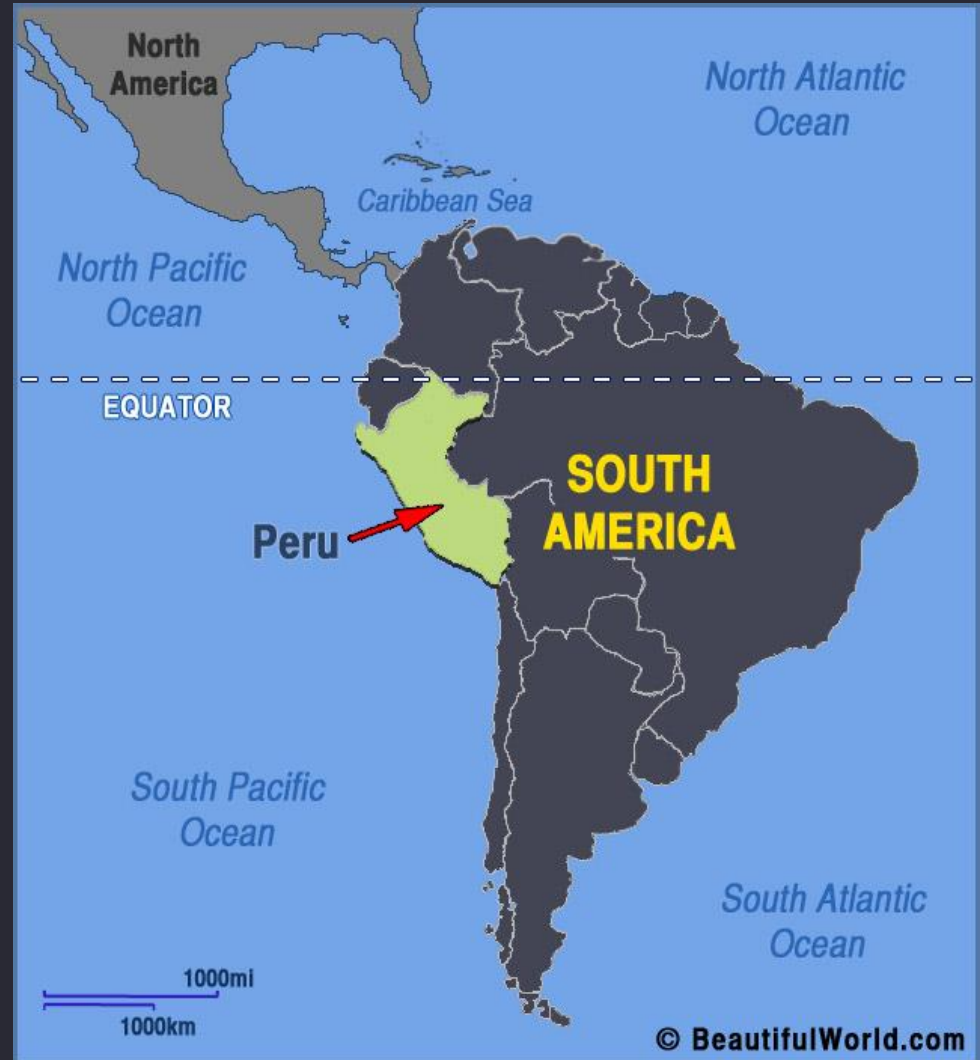 North
America
North Atlantic
Ocean
Caribbean Sea
North Pacific
Ocean
EQUATOR
SOUTH
AMERICA
Peru
South Pacific
Ocean
South Atlantic
Ocean
1000mi
1000km
© BeautifulWorld.com